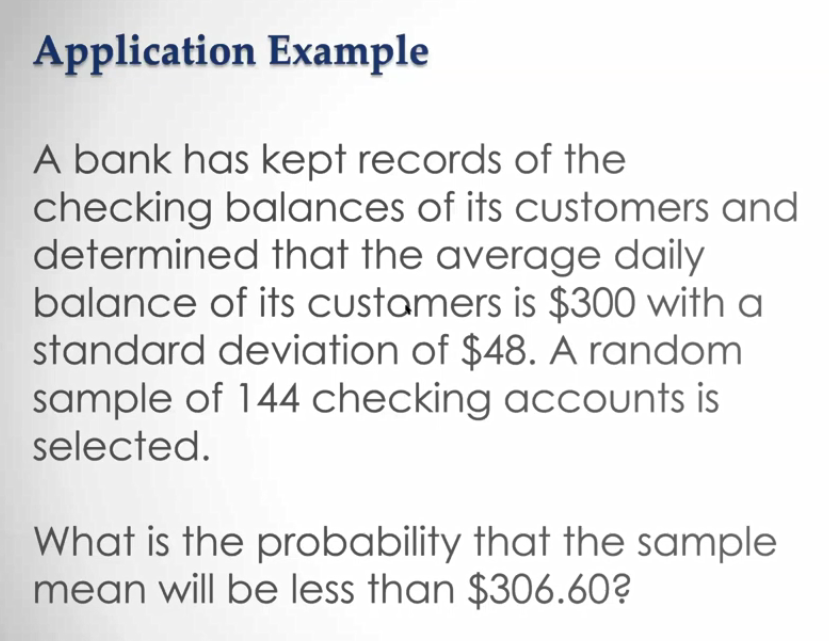 Application Example
A bank has kept records of the
checking balances of its customers and
determined that the average daily
balance of its customers is $300 with a
standard deviation of $48. A random
sample of 144 checking accounts is
selected.
What is the probability that the sample
mean will be less than $306.60?